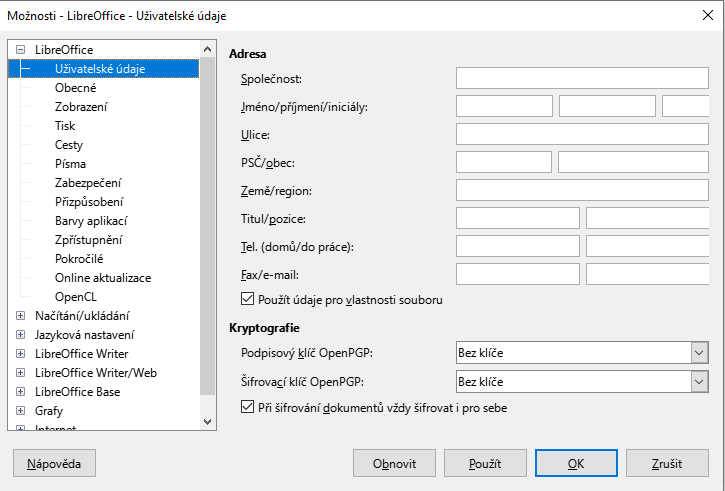 Možnosti - LibreOffice - Uživatelské údaje
LibreOffice
Uživatelské údaje
Obecné
Zobrazení
Tisk
Cesty
Písma
Zabezpečení
Přizpůsobení
Barvy aplikací
Zpřístupnění
Pokročilé
Online aktualizace
OpenCL
Načítání/ukládání
Jazyková nastavení
LibreOffice Writer
LibreOffice Writer/Web
LibreOffice Base
Grafy
Internet
Adresa
Společnost:
Jméno/příjmení/iniciály:
Ulice:
PSČ/obec:
Země/region:
Titul/pozice:
Tel. (domů/do práce):
Fax/e-mail:
Použít údaje pro vlastnosti souboru
Kryptografie
Podpisový klíč OpenPGP: Bez klíče
Šifrovací klíč OpenPGP: Bez klíče
Při šifrování dokumentů vždy šifrovat i pro sebe
Nápověda Obnovit Použít OK Zrušit